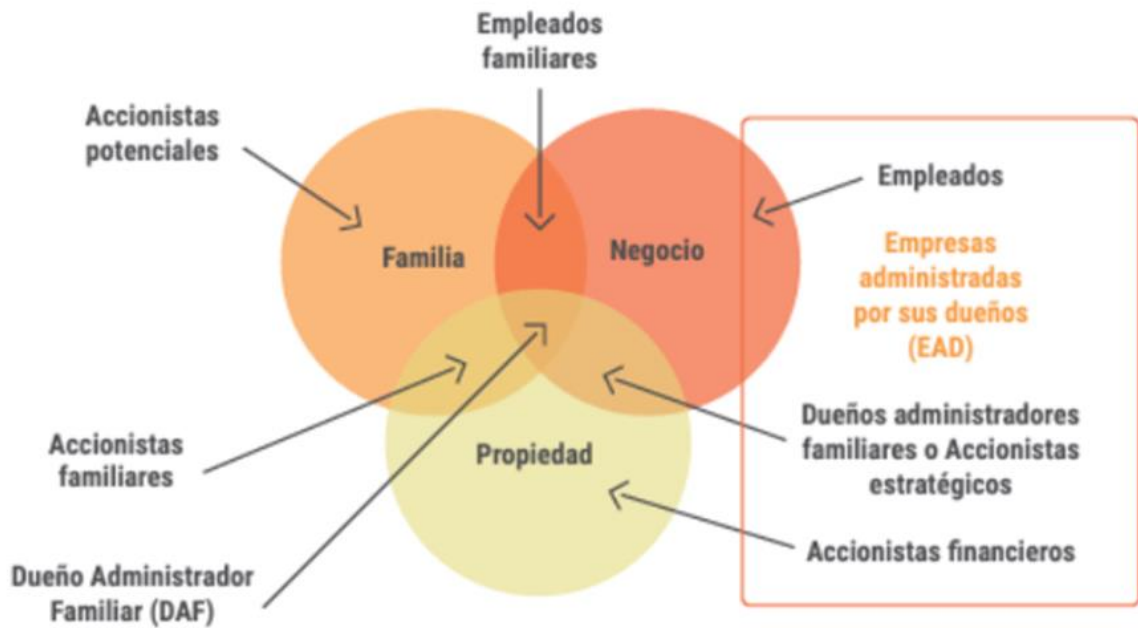 Empleados
familiares
Accionistas
potenciales
Empleados
Familia
Negocio
Empresas
administradas
por sus dueños
(EAD)
Dueños administradores
familiares o Accionistas
estratégicos
Accionistas
familiares
Propiedad
Accionistas financieros
Dueño Administrador
Familiar (DAF)